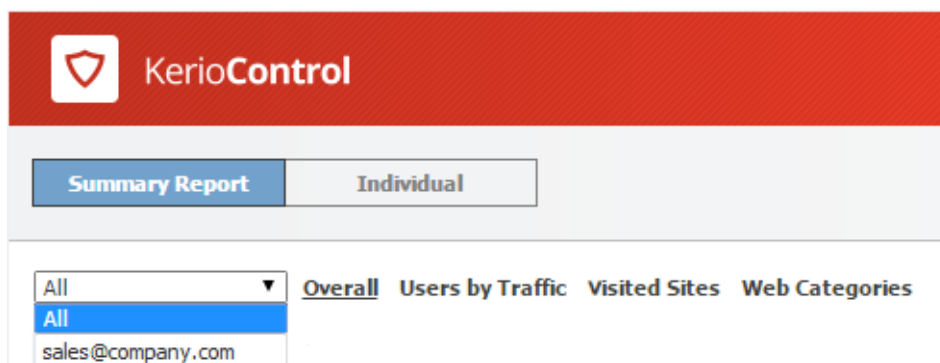 KerioControl
Summary Report Individual
All Overall Users by Traffic Visited Sites Web Categories
All
sales@company.com